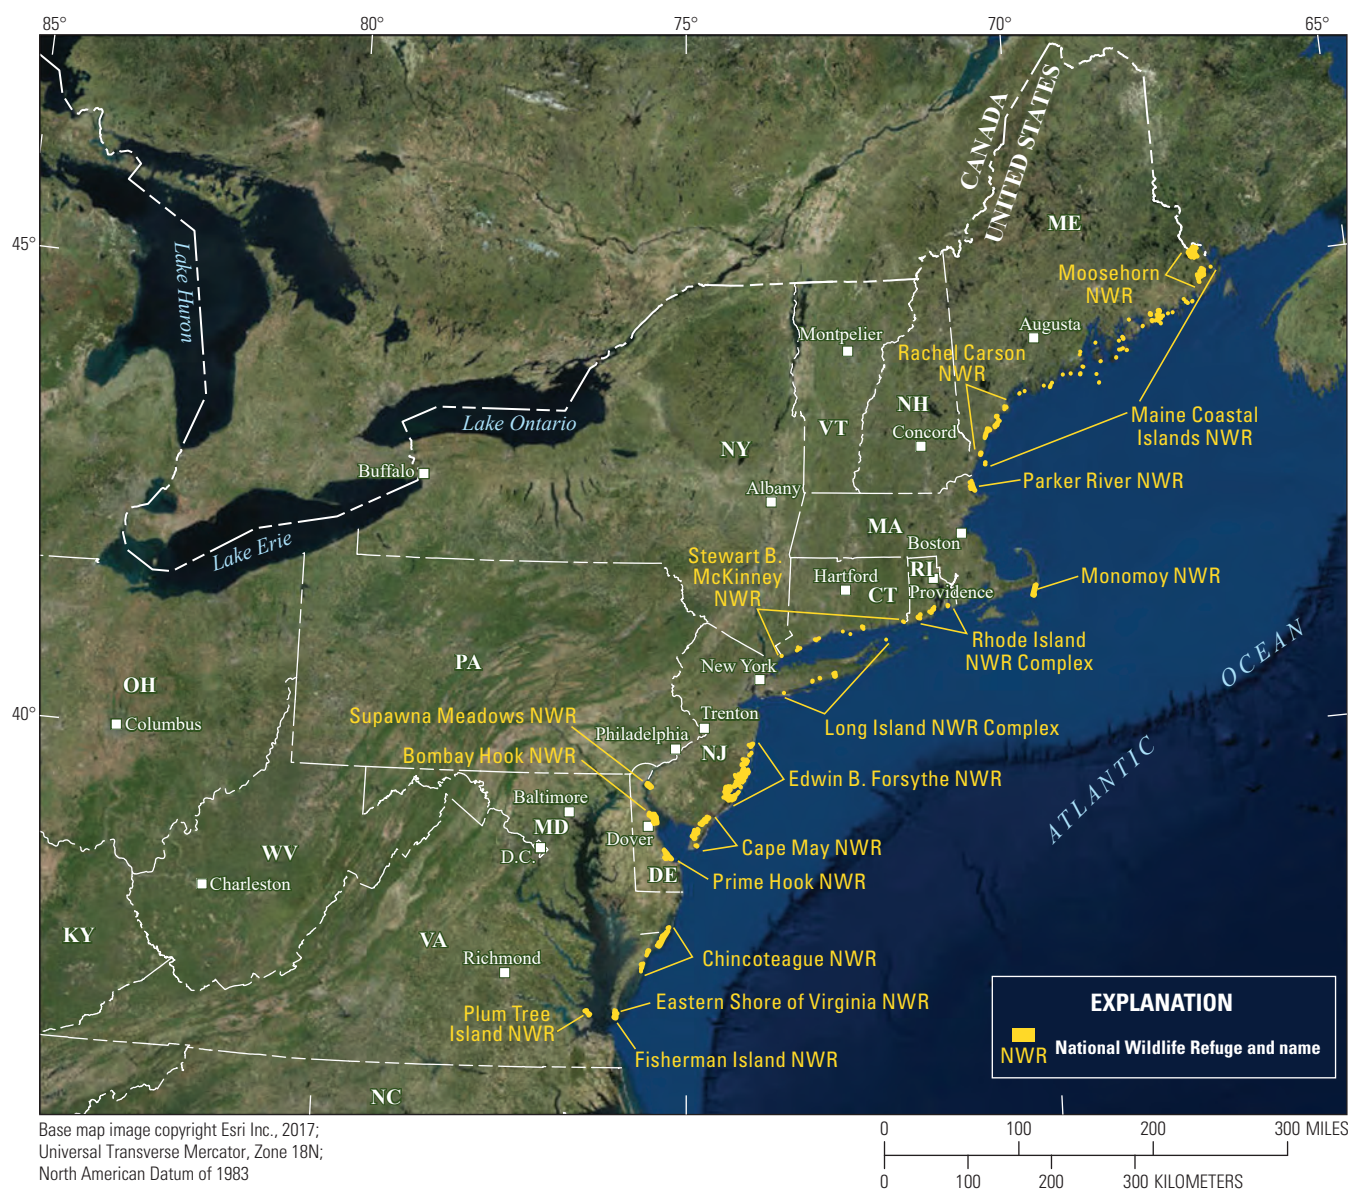 85°
80°
75°
70°
65°
CANADA
UNITED STATES
ME
45°
Lake Huron
Moosehorn
NWR
Augusta
Montpelier
Rachel Carson
NWR
NH
Maine Coastal
Islands NWR
Lake Ontario
VT
Concord
NY
Buffalo
Parker River NWR
Albany
MA
Boston
Lake Erie
Stewart B.
McKinney
NWR
RI
Hartford
Monomoy NWR
CT
Providence
Rhode Island
NWR Complex
PA
New York
OCEAN
OH
40°
Columbus
Supawna Meadows NWR
Trenton
Long Island NWR Complex
Philadelphia
NJ
Bombay Hook NWR
Edwin B. Forsythe NWR
ATLANTIC
Baltimore
MD
Dover
Cape May NWR
WV
D.C.
DE
Prime Hook NWR
Charleston
KY
VA
Richmond
Chincoteague NWR
Eastern Shore of Virginia NWR
Plum Tree
Island NWR
Fisherman Island NWR
NC
EXPLANATION
NWR
National Wildlife Refuge and name
Base map image copyright Esri Inc., 2017;
Universal Transverse Mercator, Zone 18N;
North American Datum of 1983
0 100 200 300 MILES
0 100 200 300 KILOMETERS